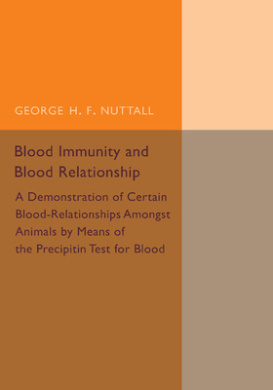 GEORGE H. F. NUTTALL
Blood Immunity and
Blood Relationship
A Demonstration of Certain
Blood-Relationships Amongst
Animals by Means of
the Precipitin Test for Blood